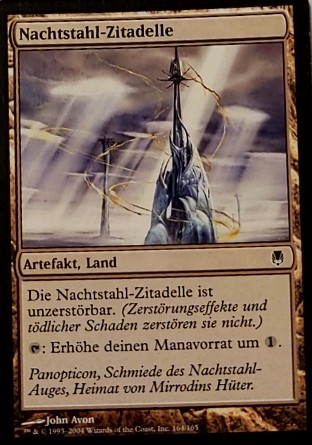 Nachtstahl-Zitadelle
Artefakt, Land
Die Nachtstahl-Zitadelle ist
unzerstörbar. (Zerstörungseffekte und
tödlicher Schaden zerstören sie nicht.)
: Erhöhe deinen Manavorrat um 1.
Panopticon, Schmiede des Nachtstahl-
Auges, Heimat von Mirrodins Hüter.
John Avon
™ & © 1993-2004 Wizards of the Coast, Inc. 164/165